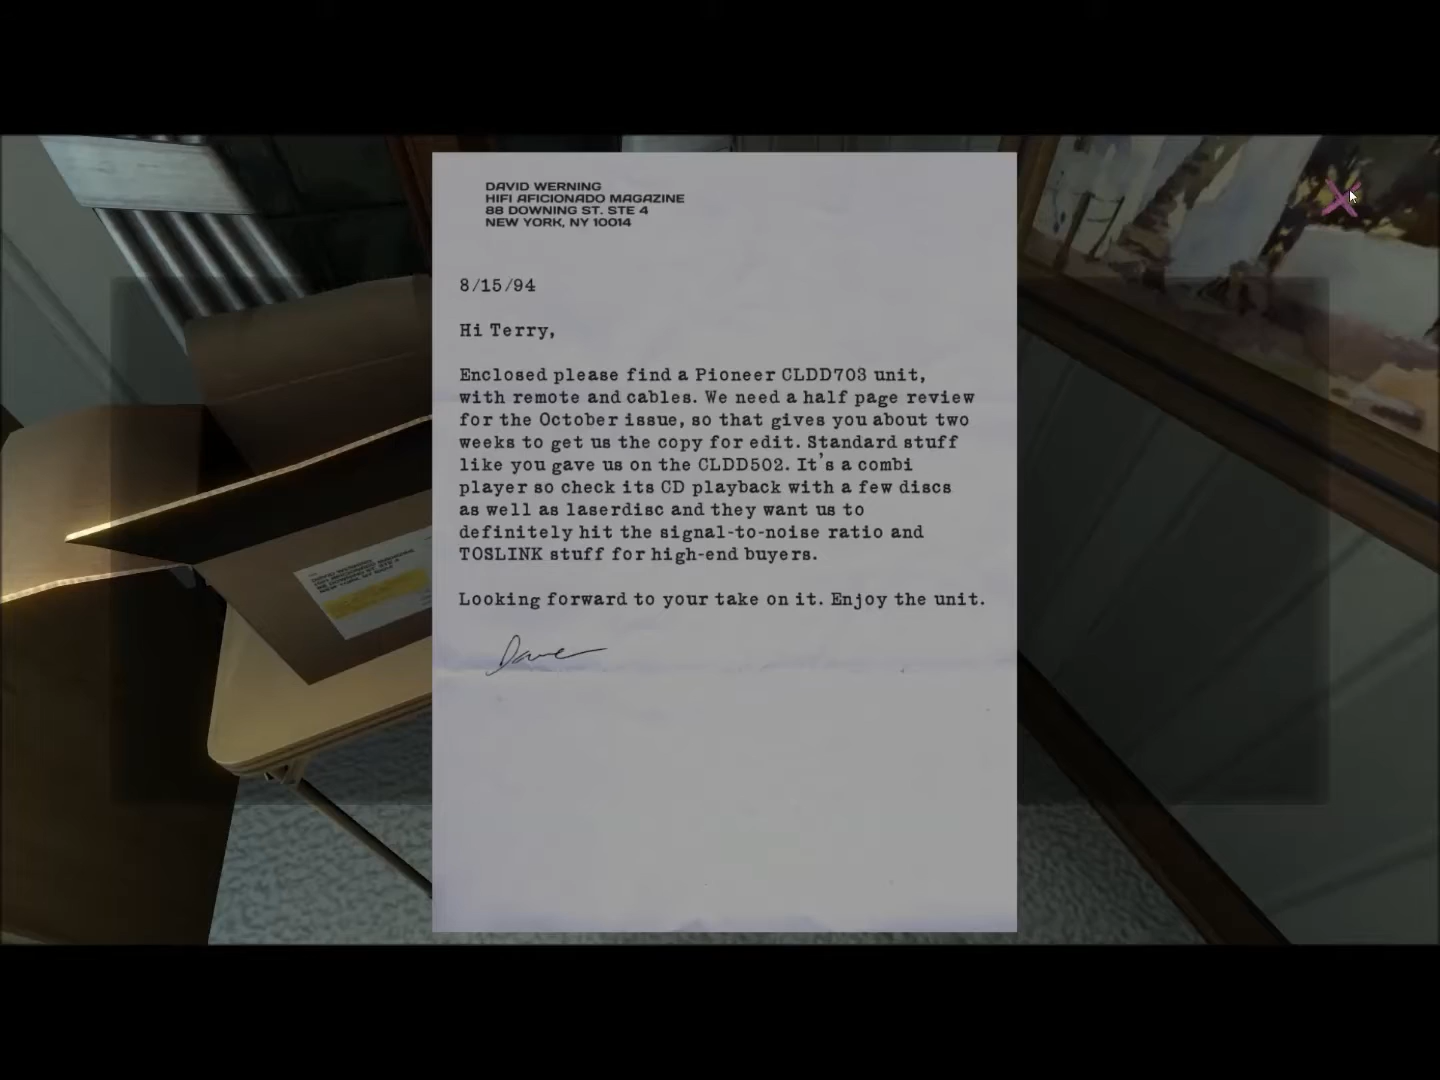 DAVID WERNING
HIFI AFICIONADO MAGAZINE
88 DOWNING ST. STE 4
NEW YORK, NY 10014
8/15/94
Hi Terry,
Enclosed please find a Pioneer CLDD703 unit,
with remote and cables. We need a half page review
for the October issue, so that gives you about two
weeks to get us the copy for edit. Standard stuff
like you gave us on the CLDD502. It's a combi
player so check its CD playback with a few discs
as well as laserdisc and they want us to
definitely hit the signal-to-noise ratio and
TOSLINK stuff for high-end buyers.
Looking forward to your take on it. Enjoy the unit.
Dave